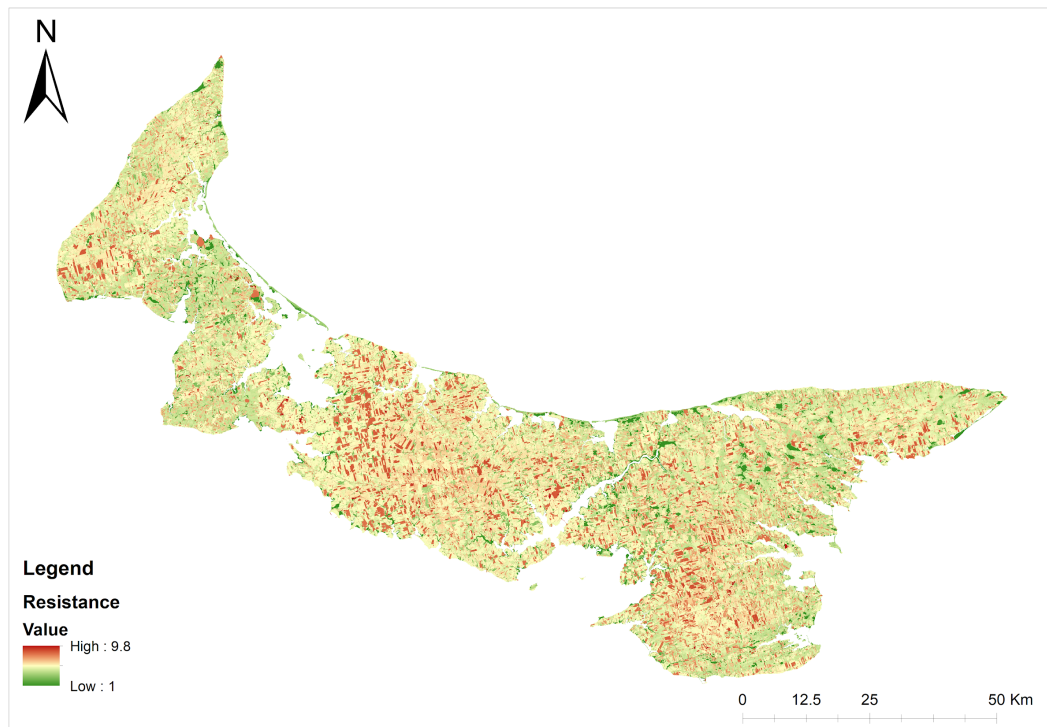 N
Legend
Resistance
Value
High : 9.8
Low : 1
0 12.5 25 50 Km